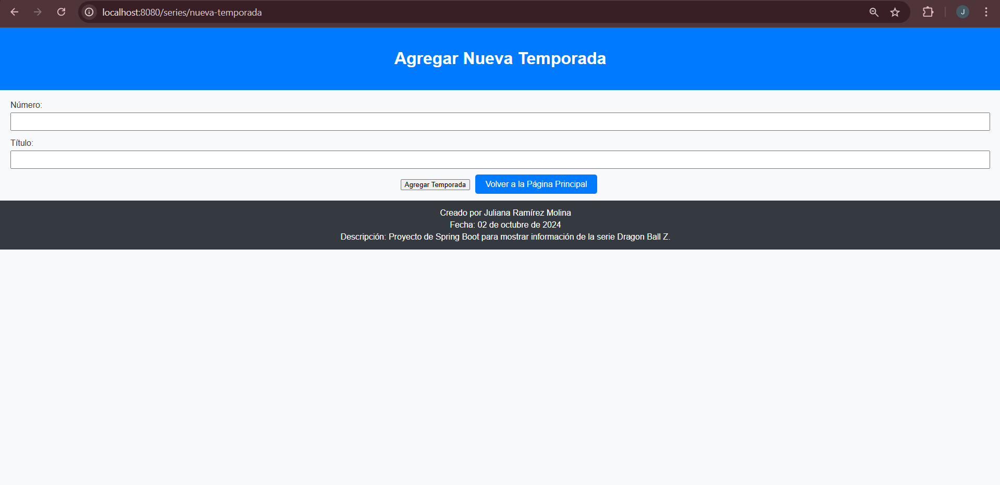 localhost:8080/series/nueva-temporada
J
Agregar Nueva Temporada
Número:
Título:
Agregar Temporada
Volver a la Página Principal
Creado por Juliana Ramírez Molina
Fecha: 02 de octubre de 2024
Descripción: Proyecto de Spring Boot para mostrar información de la serie Dragon Ball Z.